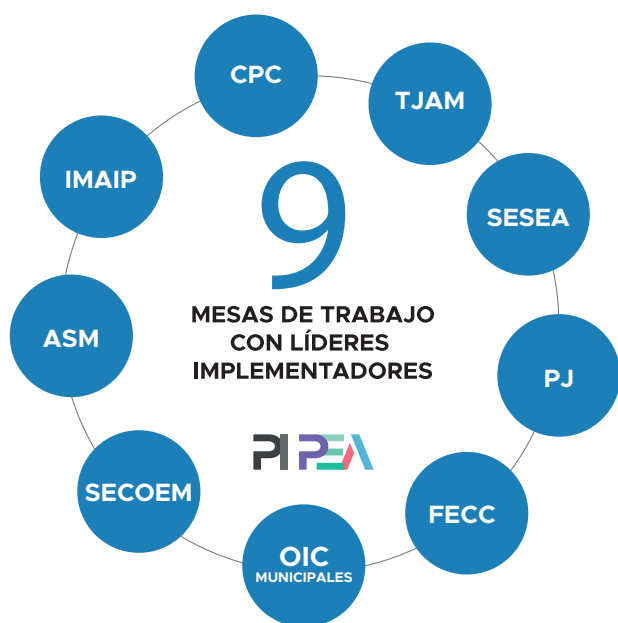 CPC
TJAM
IMAIP
9
SESEA
MESAS DE TRABAJO
CON LÍDERES
IMPLEMENTADORES
ASM
PJ
PI PEA
SECOEM
FECC
OIC
MUNICIPALES